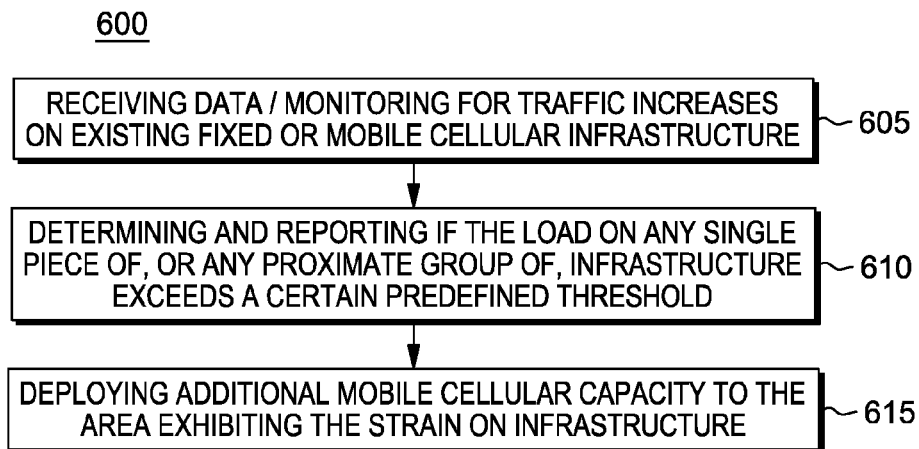 600
RECEIVING DATA / MONITORING FOR TRAFFIC INCREASES
ON EXISTING FIXED OR MOBILE CELLULAR INFRASTRUCTURE
605
DETERMINING AND REPORTING IF THE LOAD ON ANY SINGLE
PIECE OF, OR ANY PROXIMATE GROUP OF, INFRASTRUCTURE
EXCEEDS A CERTAIN PREDEFINED THRESHOLD
610
DEPLOYING ADDITIONAL MOBILE CELLULAR CAPACITY TO THE
AREA EXHIBITING THE STRAIN ON INFRASTRUCTURE
615